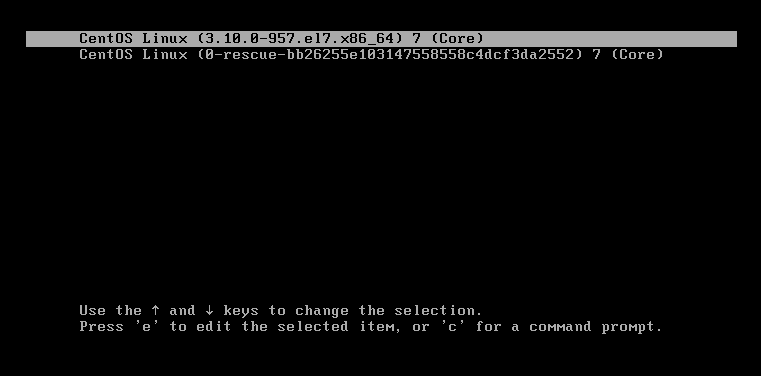 CentOS Linux (3.10.0-957.el7.x86_64) 7 (Core)
CentOS Linux (0-rescue-bb26255e103147558558c4dcf3da2552) 7 (Core)
Use the ↑ and ↓ keys to change the selection.
Press 'e' to edit the selected item, or 'c' for a command prompt.